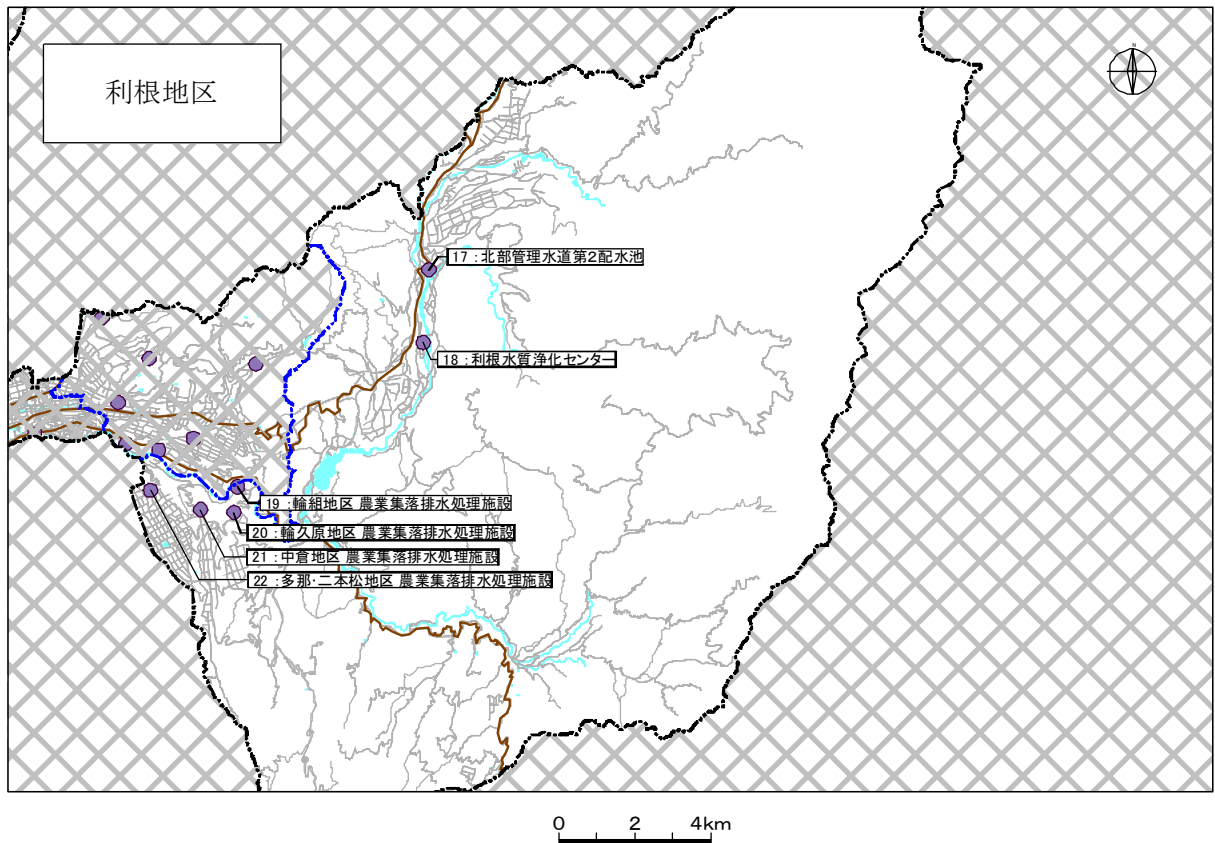 利根地区
N
17：北部管理水道第2配水池
18：利根水質浄化センター
19：輪組地区 農業集落排水処理施設
20：輪久原地区 農業集落排水処理施設
21：中倉地区 農業集落排水処理施設
22：多那・二本松地区 農業集落排水処理施設
0 2 4km